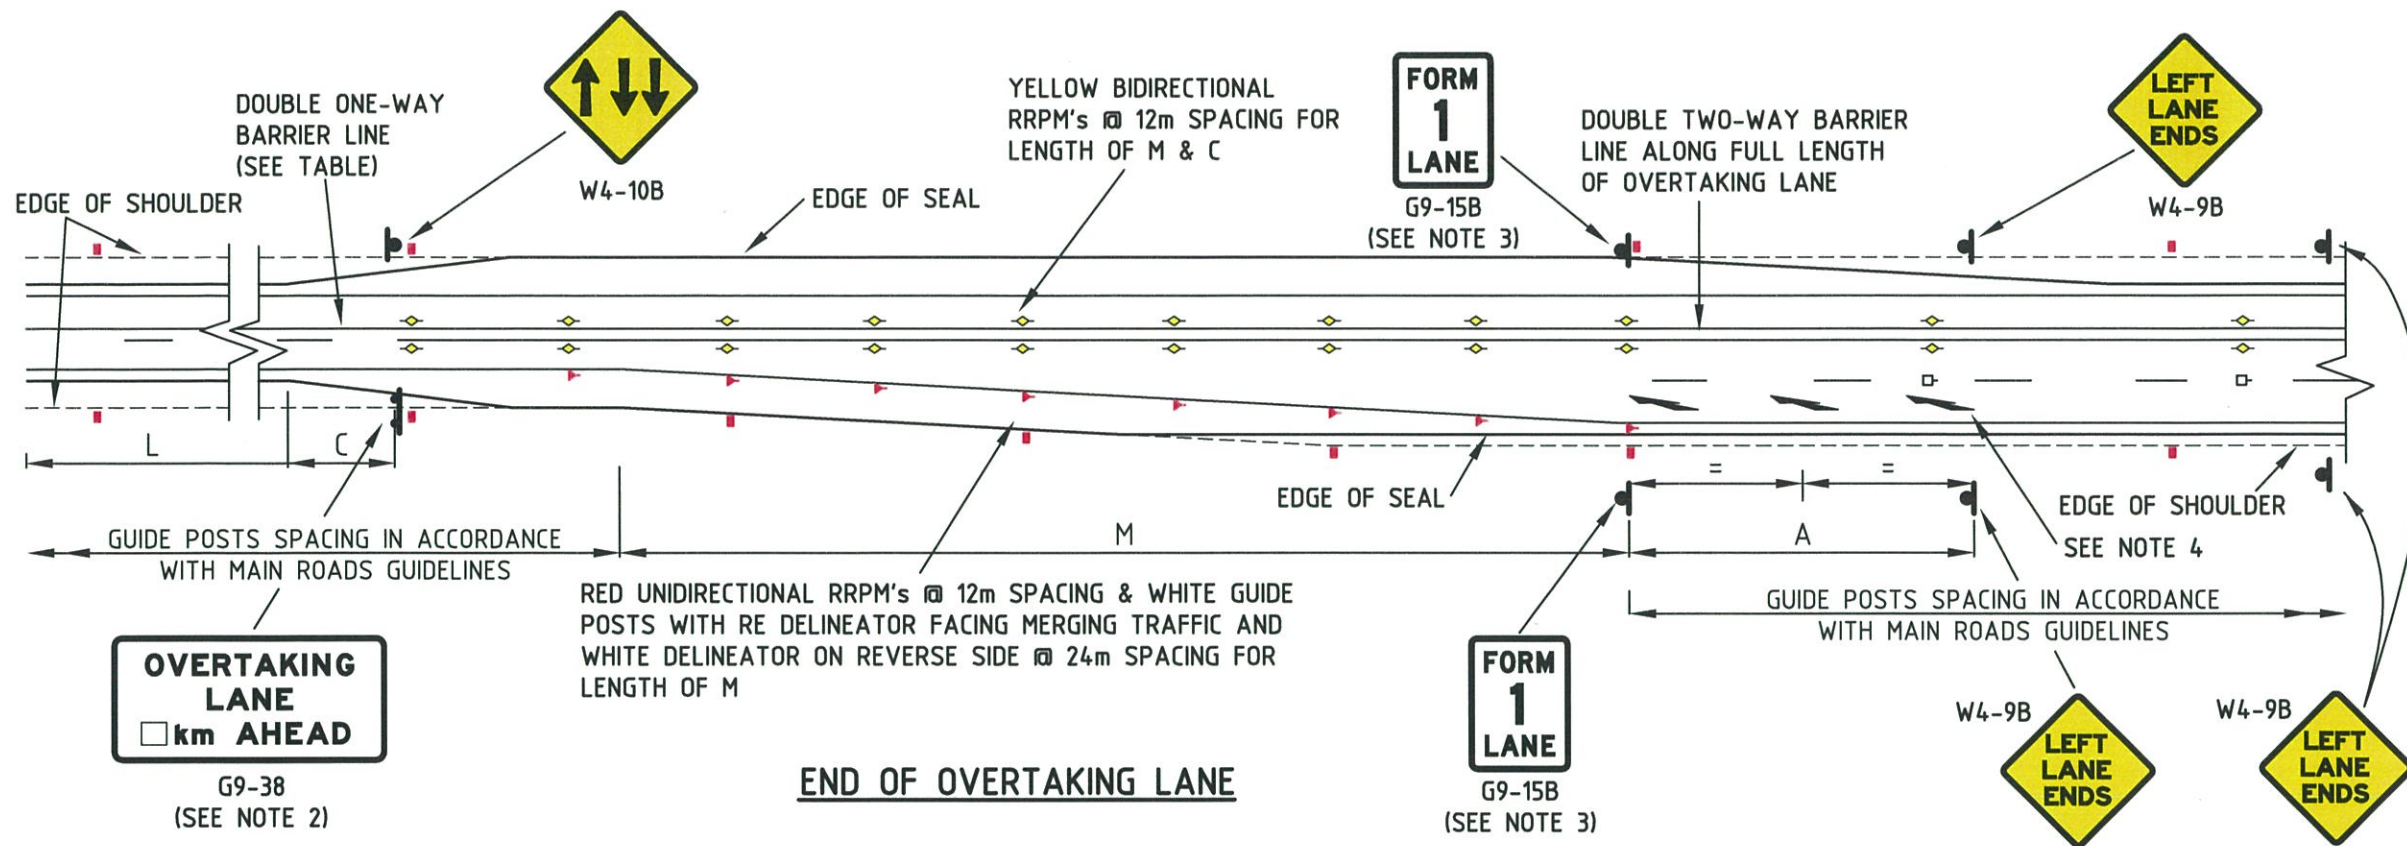 DOUBLE ONE-WAY
BARRIER LINE
(SEE TABLE)
EDGE OF SHOULDER
W4-10B
EDGE OF SEAL
YELLOW BIDIRECTIONAL
RRPM's @ 12m SPACING FOR
LENGTH OF M & C
FORM
1
LANE
G9-15B
(SEE NOTE 3)
DOUBLE TWO-WAY BARRIER
LINE ALONG FULL LENGTH
OF OVERTAKING LANE
LEFT
LANE
ENDS
W4-9B
L
C
M
=
=
A
EDGE OF SEAL
EDGE OF SHOULDER
SEE NOTE 4
GUIDE POSTS SPACING IN ACCORDANCE
WITH MAIN ROADS GUIDELINES
RED UNIDIRECTIONAL RRPM's @ 12m SPACING & WHITE GUIDE
POSTS WITH RE DELINEATOR FACING MERGING TRAFFIC AND
WHITE DELINEATOR ON REVERSE SIDE @ 24m SPACING FOR
LENGTH OF M
GUIDE POSTS SPACING IN ACCORDANCE
WITH MAIN ROADS GUIDELINES
OVERTAKING
LANE
□km AHEAD
G9-38
(SEE NOTE 2)
END OF OVERTAKING LANE
FORM
1
LANE
G9-15B
(SEE NOTE 3)
W4-9B
LEFT
LANE
ENDS
W4-9B
LEFT
LANE
ENDS